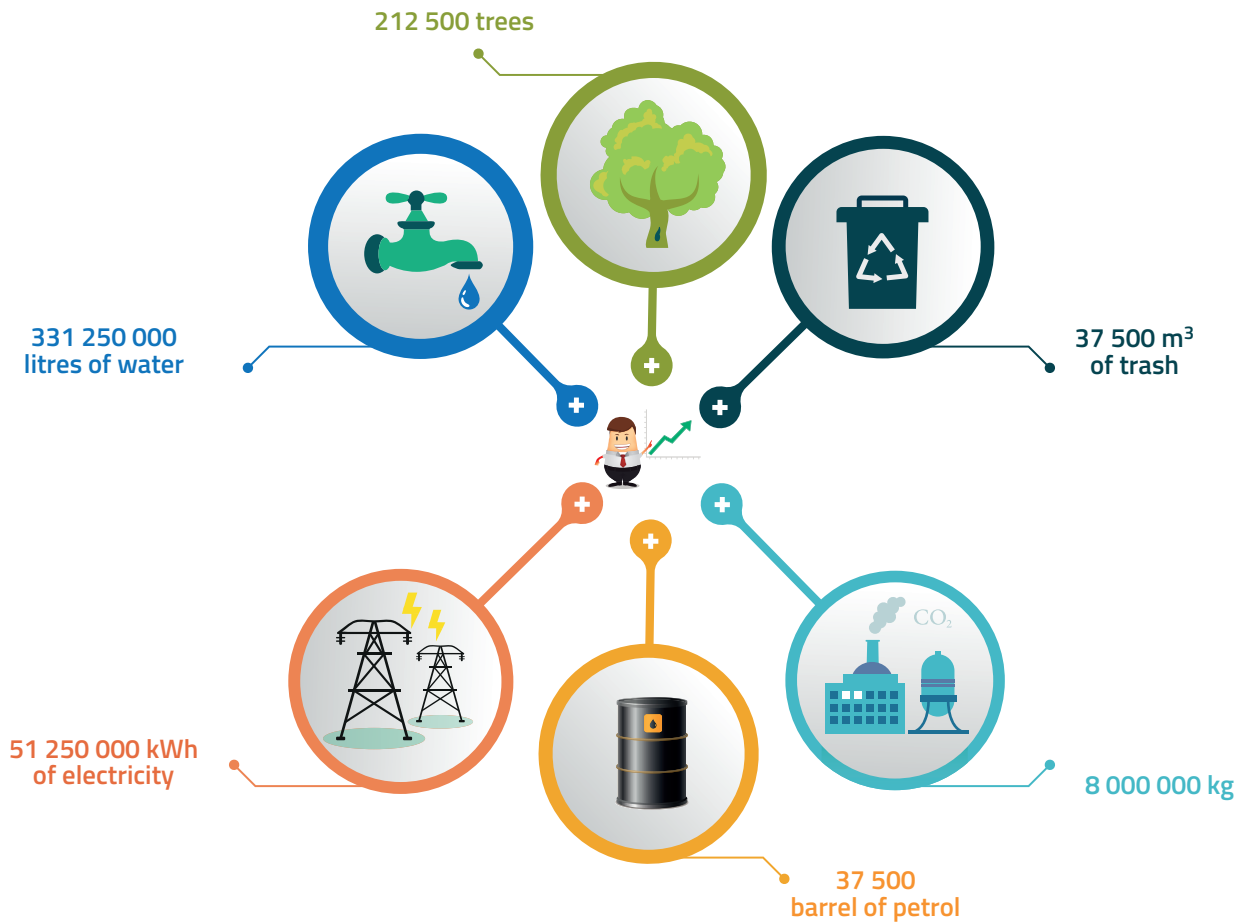 212 500 trees
331 250 000
litres of water
37 500 m³
of trash
CO₂
51 250 000 kWh
of electricity
8 000 000 kg
37 500
barrel of petrol